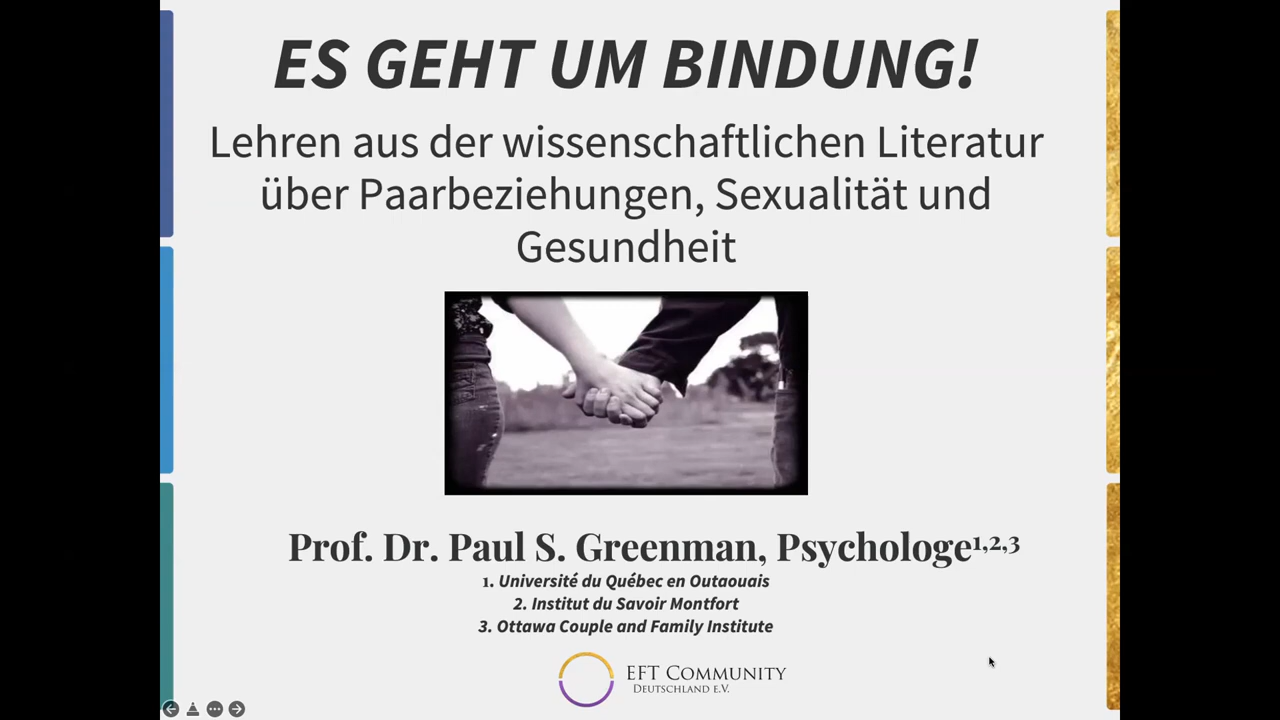 ES GEHT UM BINDUNG!
Lehren aus der wissenschaftlichen Literatur
über Paarbeziehungen, Sexualität und
Gesundheit
Prof. Dr. Paul S. Greenman, Psychologe¹,²,³
1. Université du Québec en Outaouais
2. Institut du Savoir Montfort
3. Ottawa Couple and Family Institute
EFT Community
Deutschland e.V.